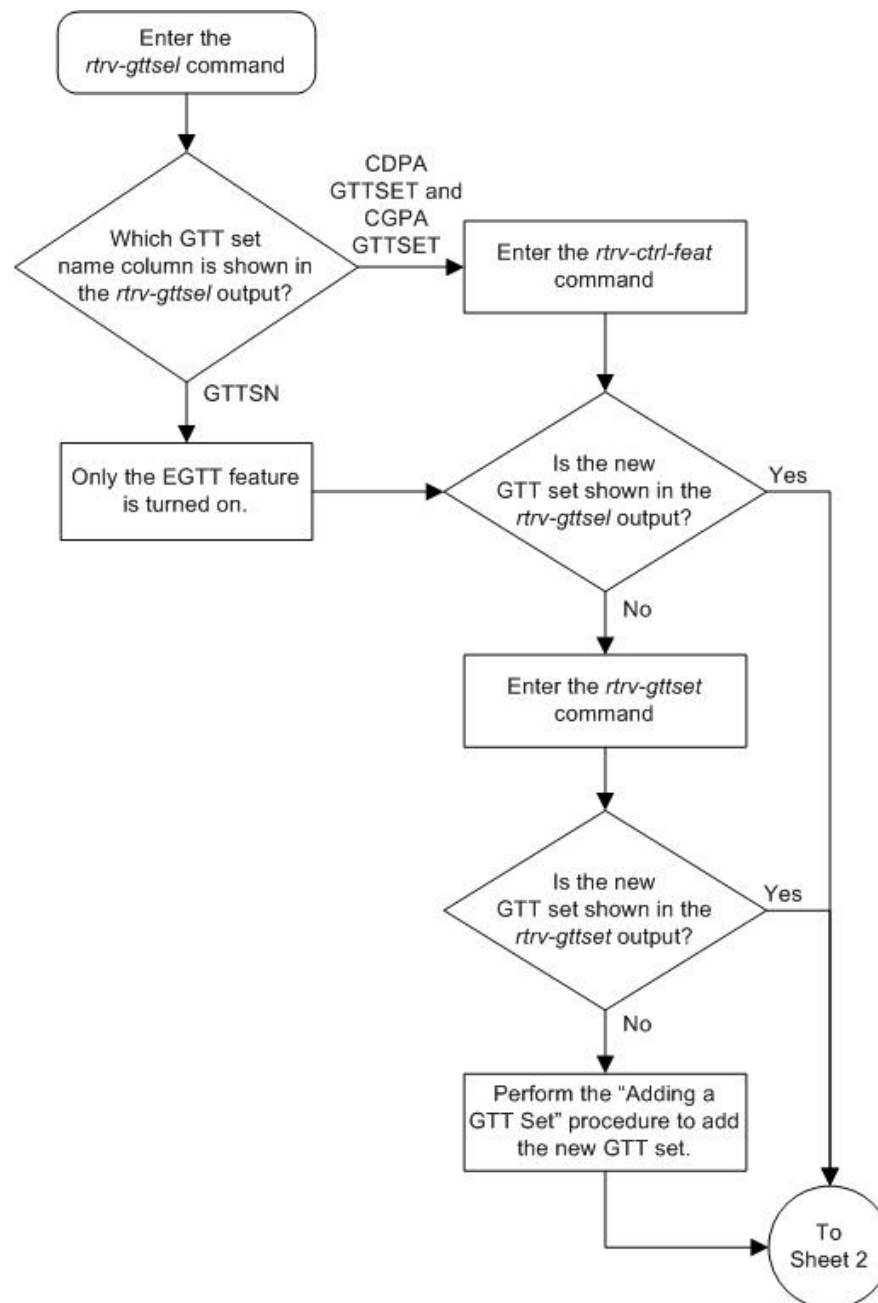 Enter the
rtrv-gttsel command
Which GTT set
name column is shown in
the rtrv-gttsel output?
CDPA
GTTSET and
CGPA
GTTSET
Enter the rtrv-ctrl-feat
command
GTTSN
Only the EGTT feature
is turned on.
Is the new
GTT set shown in the
rtrv-gttsel output?
Yes
No
Enter the rtrv-gttset
command
Is the new
GTT set shown in the
rtrv-gttset output?
Yes
No
Perform the “Adding a
GTT Set” procedure to add
the new GTT set.
To
Sheet 2